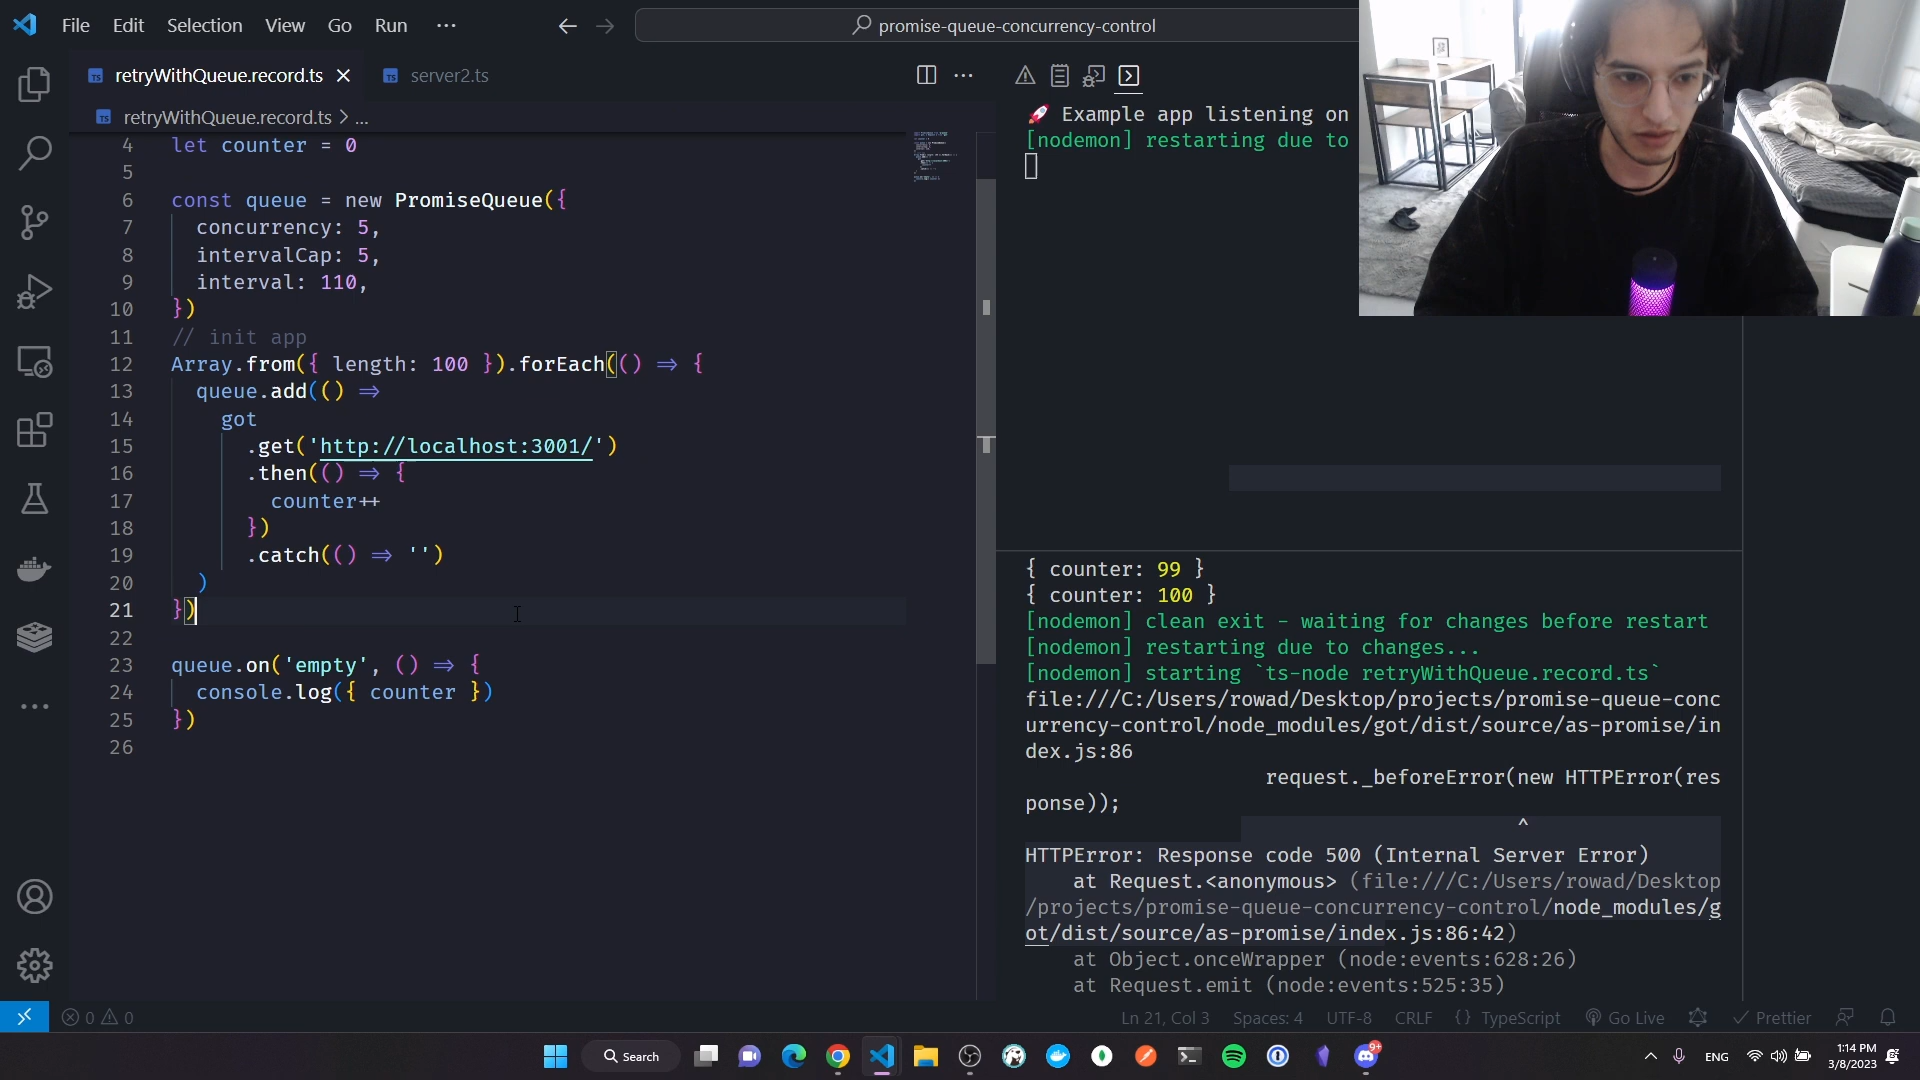 File Edit Selection View Go Run ...
promise-queue-concurrency-control
TS retryWithQueue.record.ts
TS server2.ts
TS retryWithQueue.record.ts > ...
4 let counter = 0
5
6 const queue = new PromiseQueue({
7 concurrency: 5,
8 intervalCap: 5,
9 interval: 110,
10 })
11 // init app
12 Array.from({ length: 100 }).forEach(() => {
13 queue.add(() =>
14 got
15 .get('http://localhost:3001/')
16 .then(() => {
17 counter++
18 })
19 .catch(() => '')
20 )
21 })
22
23 queue.on('empty', () => {
24 console.log({ counter })
25 })
26
🚀 Example app listening on
[nodemon] restarting due to
{ counter: 99 }
{ counter: 100 }
[nodemon] clean exit - waiting for changes before restart
[nodemon] restarting due to changes...
[nodemon] starting `ts-node retryWithQueue.record.ts`
file:///C:/Users/rowad/Desktop/projects/promise-queue-conc
urrency-control/node_modules/got/dist/source/as-promise/in
dex.js:86
request._beforeError(new HTTPError(res
ponse));
^
HTTPError: Response code 500 (Internal Server Error)
at Request.<anonymous> (file:///C:/Users/rowad/Desktop
/projects/promise-queue-concurrency-control/node_modules/g
ot/dist/source/as-promise/index.js:86:42)
at Object.onceWrapper (node:events:628:26)
at Request.emit (node:events:525:35)
0 0
Ln 21, Col 3 Spaces: 4 UTF-8 CRLF {} TypeScript Go Live Prettier
Search
9+
ENG
1:14 PM
3/8/2023